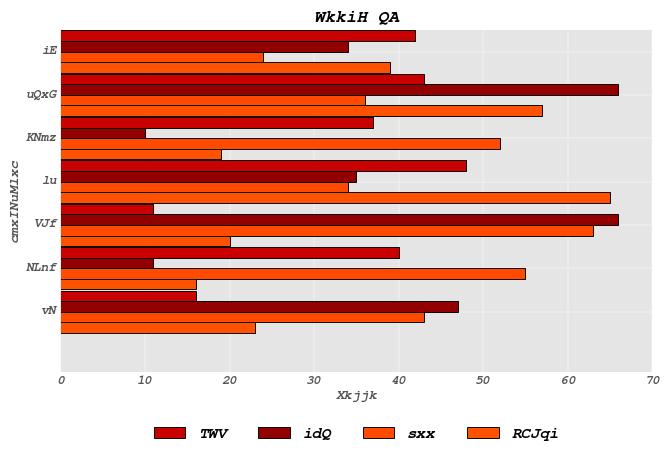 WkkiH QA
iE
uQxG
KNmz
lu
VJf
NLnf
vN
cmxINuMlxc
0 10 20 30 40 50 60 70
Xkjjk
TWV idQ sxx RCJqi